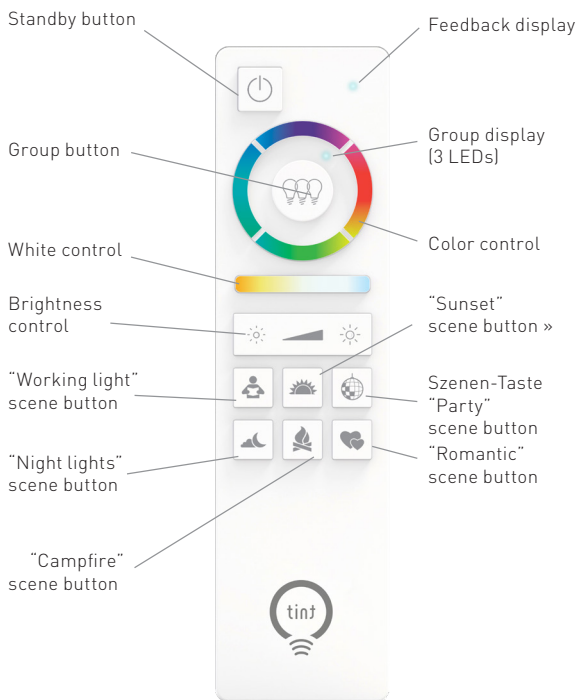 Standby button
Feedback display
Group button
Group display
(3 LEDs)
White control
Color control
Brightness
control
“Sunset”
scene button »
“Working light”
scene button
Szenen-Taste
“Party”
scene button
“Night lights”
scene button
“Romantic”
scene button
“Campfire”
scene button
tint